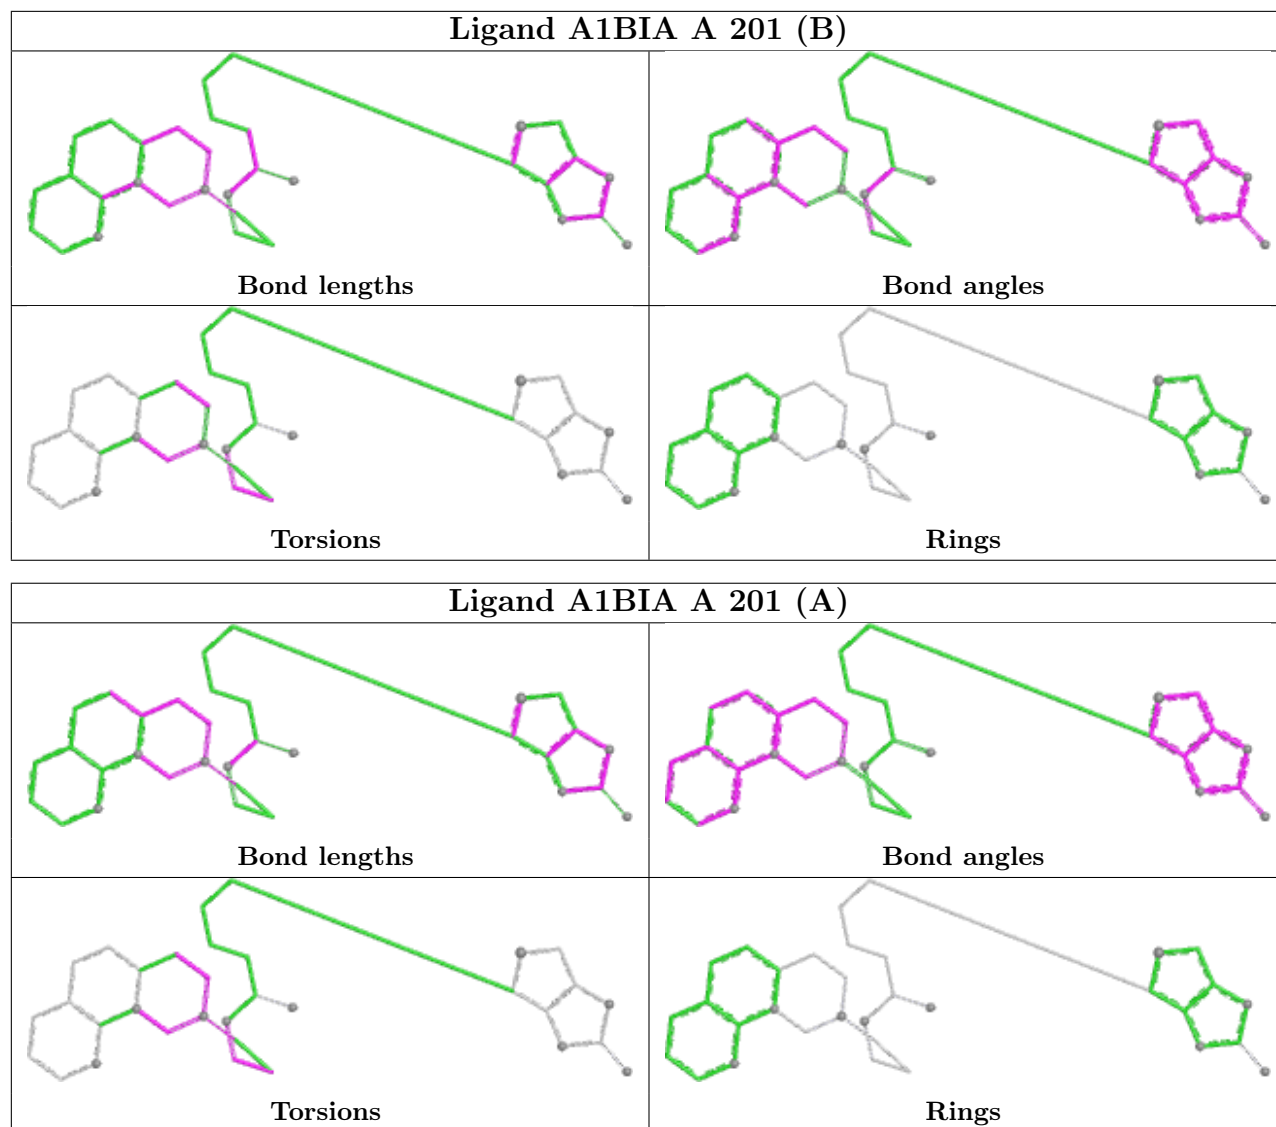 Ligand A1BIA A 201 (B)
Bond lengths
Bond angles
Torsions
Rings
Ligand A1BIA A 201 (A)
Bond lengths
Bond angles
Torsions
Rings